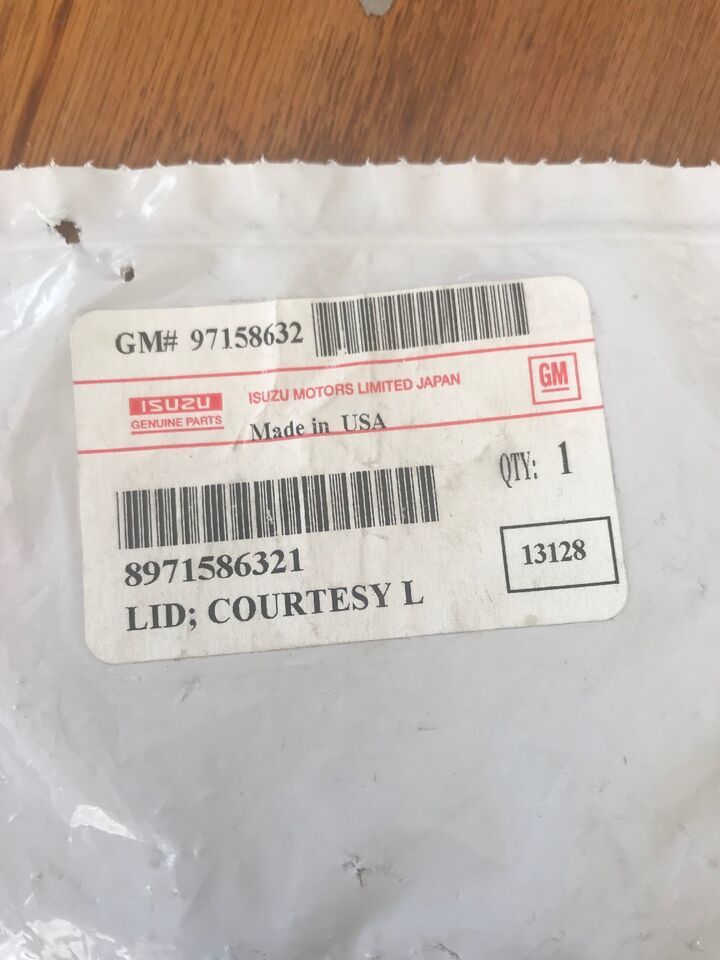 GM# 97158632
ISUZU
GENUINE PARTS
ISUZU MOTORS LIMITED JAPAN
GM
Made in USA
QTY: 1
8971586321
13128
LID; COURTESY L